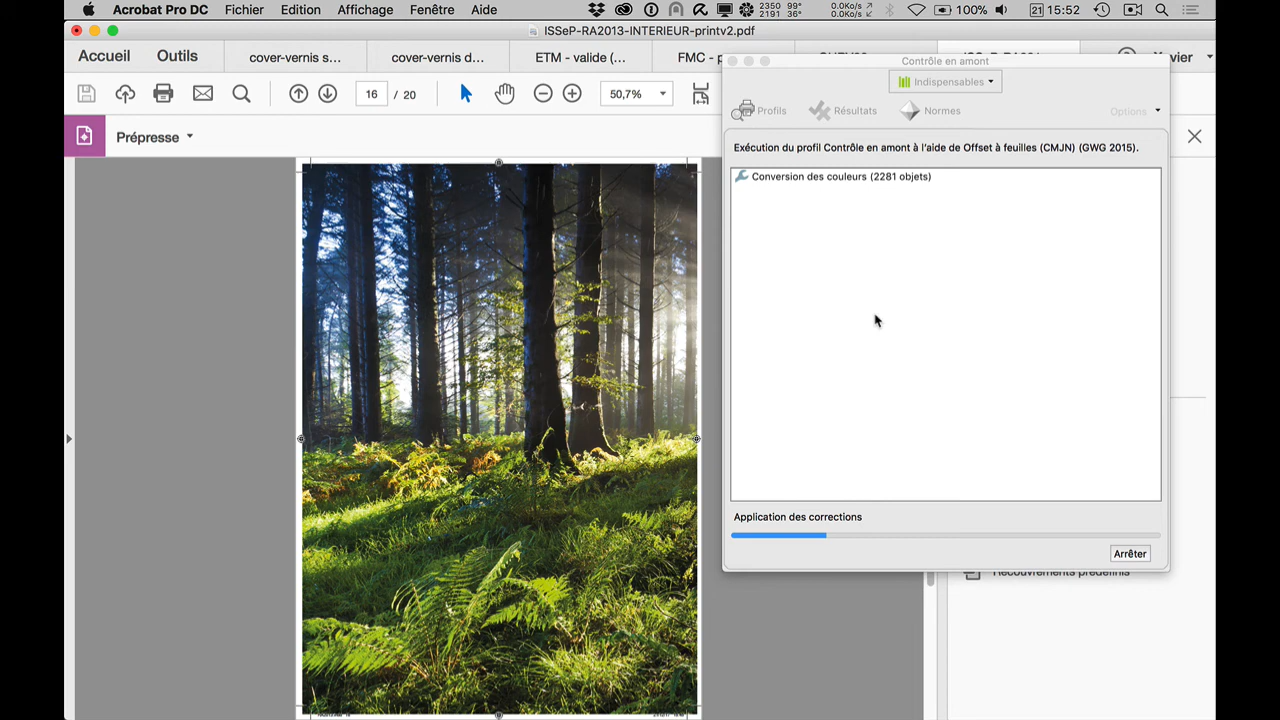 Acrobat Pro DC Fichier Edition Affichage Fenêtre Aide 2350 99° 0.0Ko/s 100% 21 15:52
2191 36° 0.0Ko/s
ISSeP-RA2013-INTERIEUR-printv2.pdf
Accueil Outils cover-vernis s... cover-vernis d... ETM - valide (... FMC - p
vier
Contrôle en amont
Indispensables
16 / 20 50,7%
Profils Résultats Normes Options
Prépresse
Exécution du profil Contrôle en amont à l'aide de Offset à feuilles (CMJN) (GWG 2015).
Conversion des couleurs (2281 objets)
Application des corrections
Arrêter
Recouvrements prédéfinis